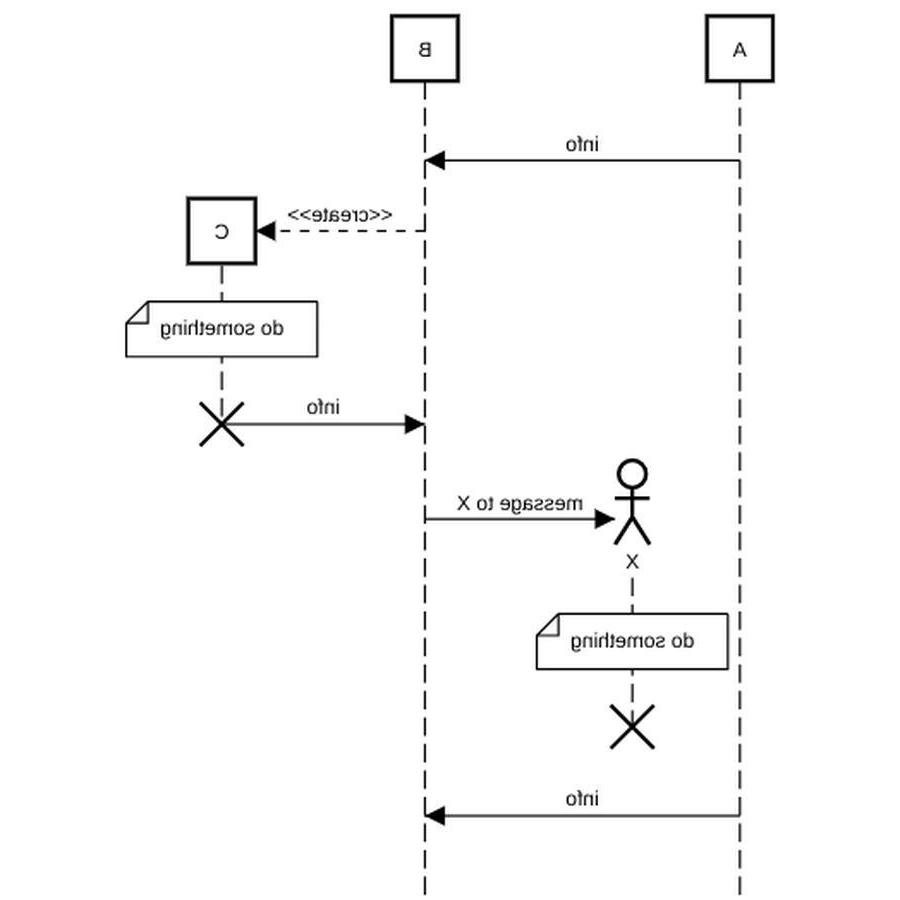 A
B
info
<<create>>
C
do something
info
message to X
X
do something
info